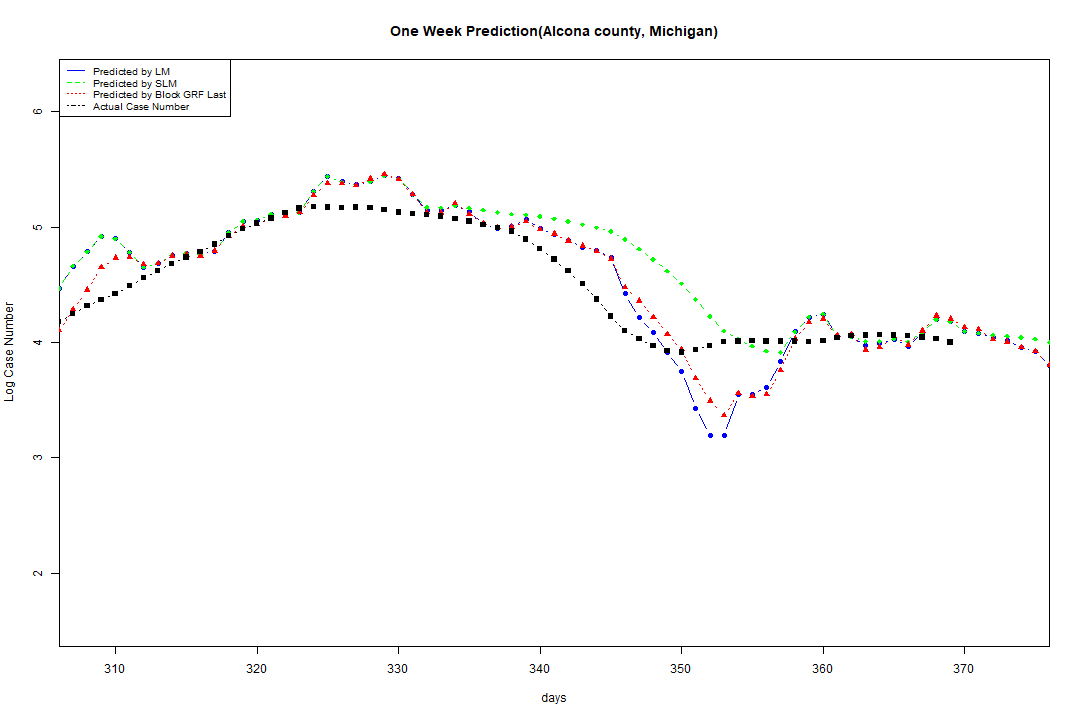 One Week Prediction(Alcona county, Michigan)
Predicted by LM
Predicted by SLM
Predicted by Block GRF Last
Actual Case Number
6
5
4
3
2
Log Case Number
310 320 330 340 350 360 370
days